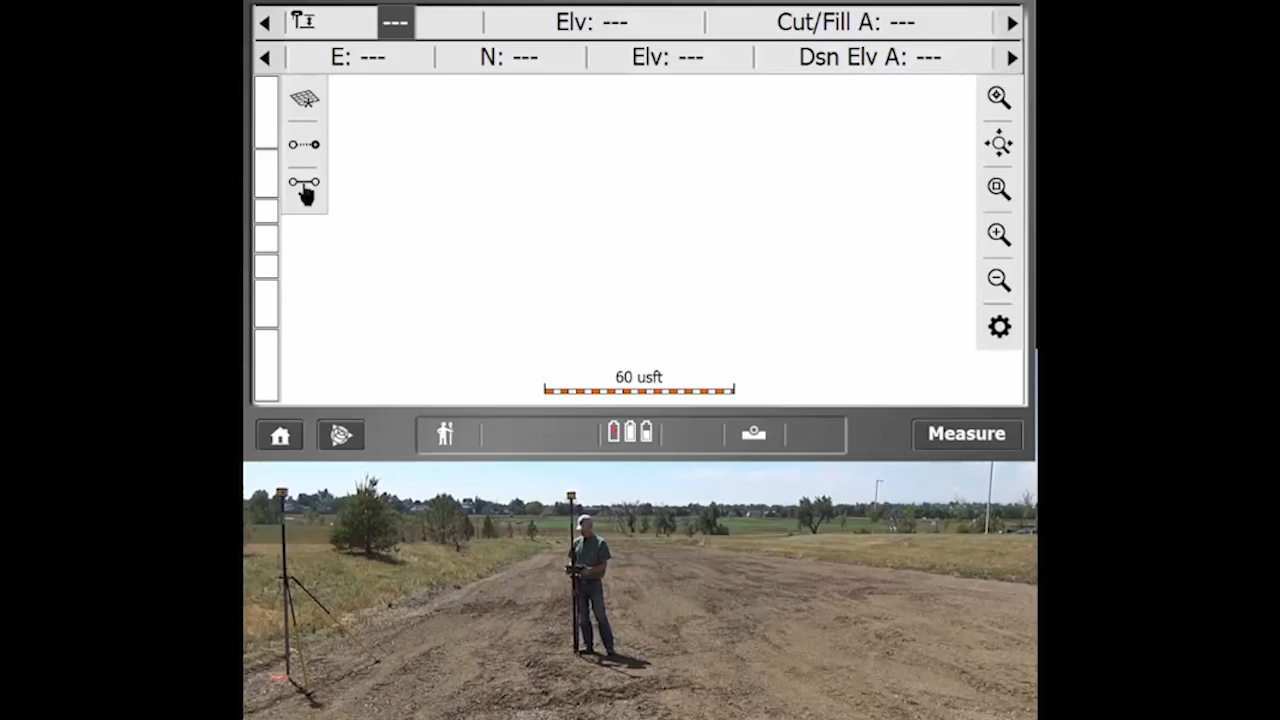 --- Elv: --- Cut/Fill A: ---
E: --- N: --- Elv: --- Dsn Elv A: ---
60 usft
Measure